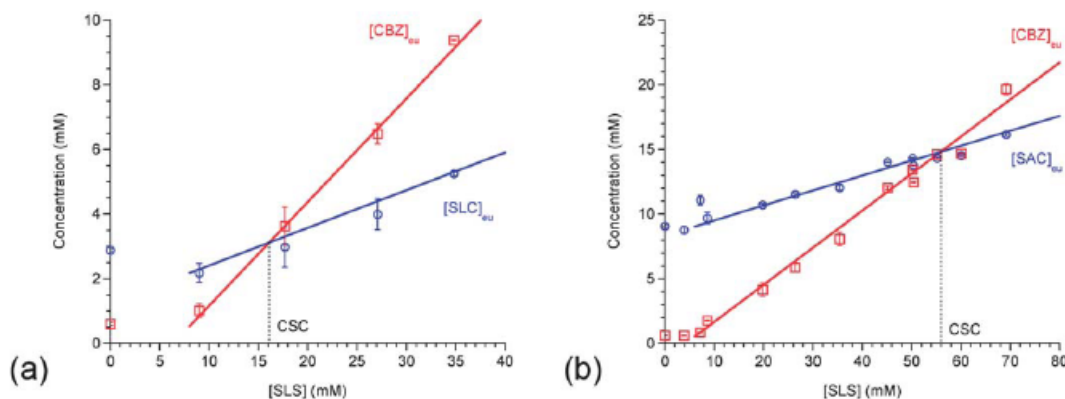 [CBZ]eu
[SLC]eu
CSC
Concentration (mM)
10
8
6
4
2
0
0 5 10 15 20 25 30 35 40
[SLS] (mM)
(a)
[CBZ]eu
[SAC]eu
CSC
Concentration (mM)
25
20
15
10
5
0
0 10 20 30 40 50 60 70 80
[SLS] (mM)
(b)